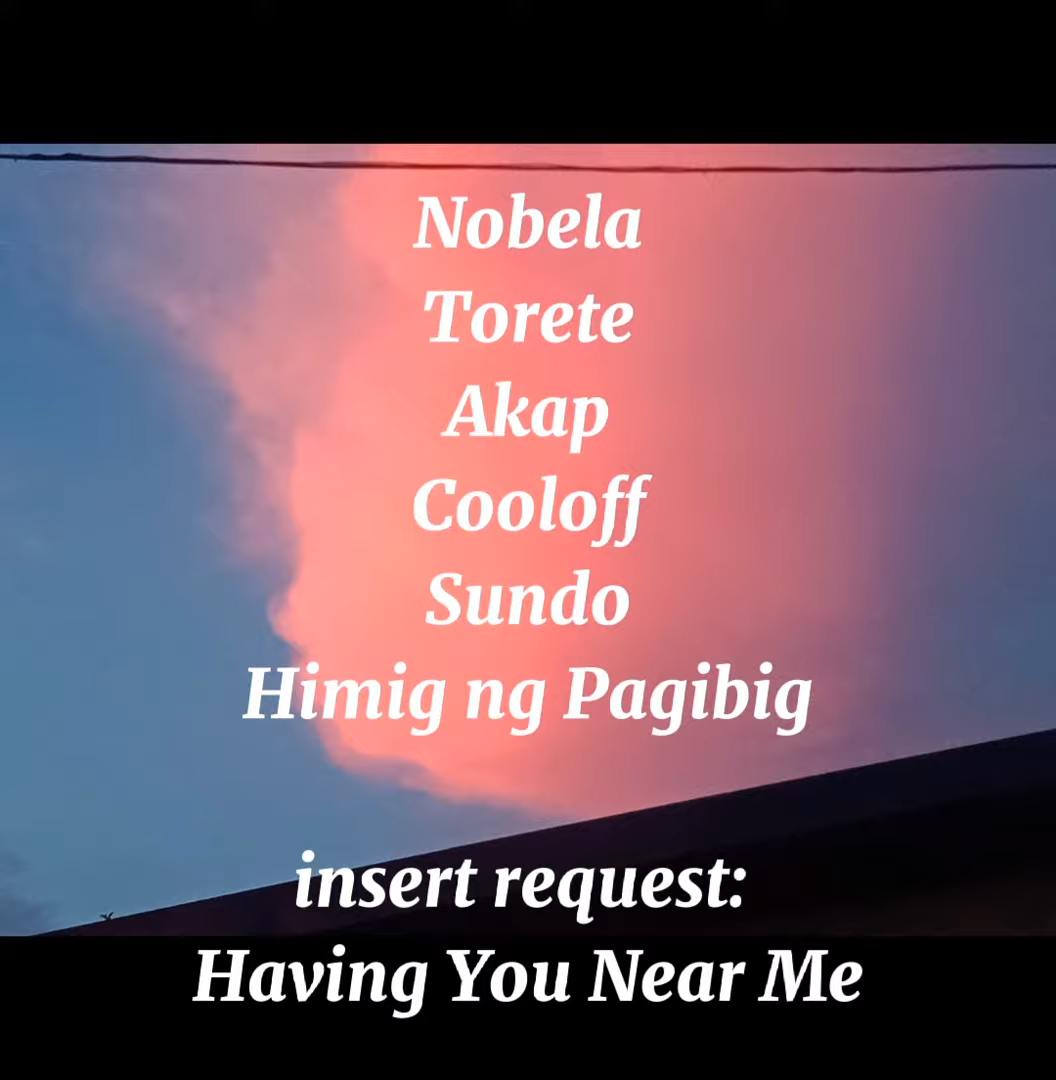 Nobela
Torete
Akap
Cooloff
Sundo
Himig ng Pagibig
insert request:
Having You Near Me